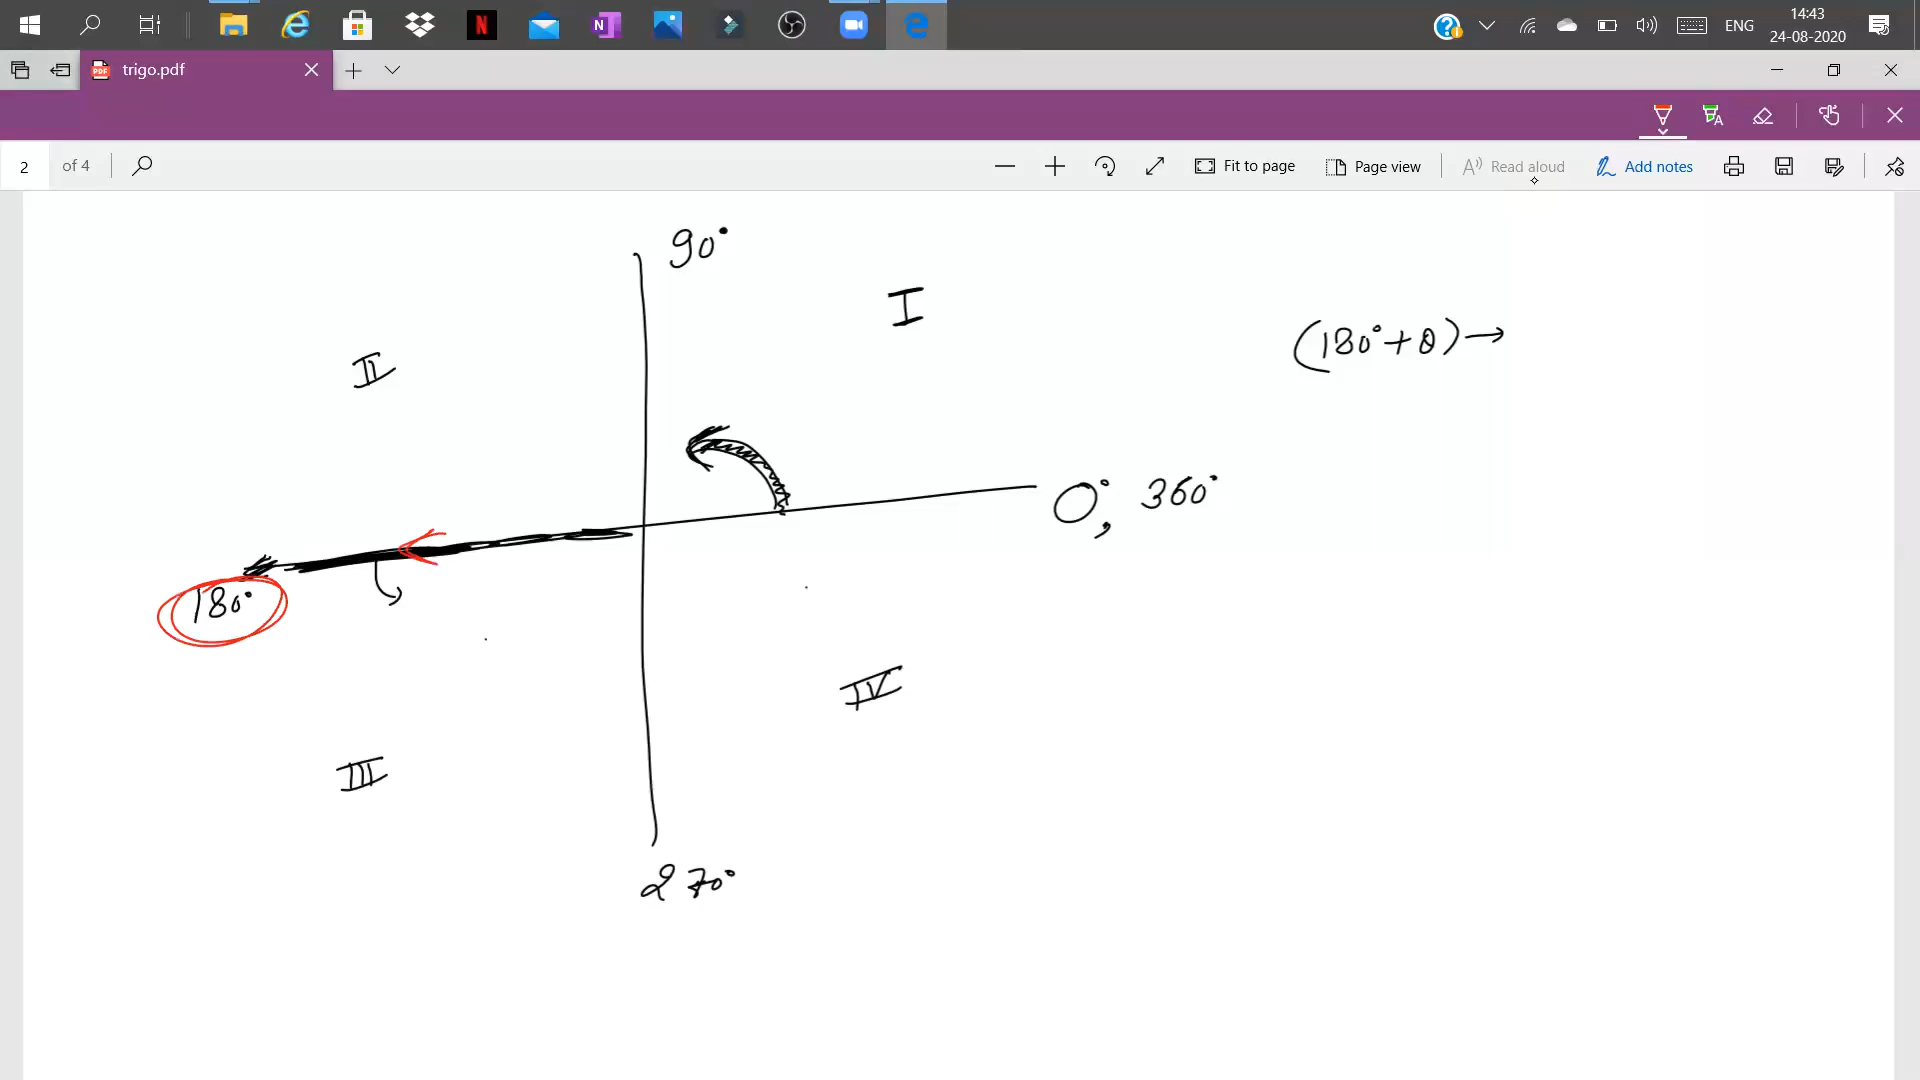 14:43
ENG
24-08-2020
trigo.pdf
2 of 4
Fit to page
Page view
Read aloud
Add notes
90°
I
(180°+θ)→
II
0°, 360°
180°
IV
III
270°